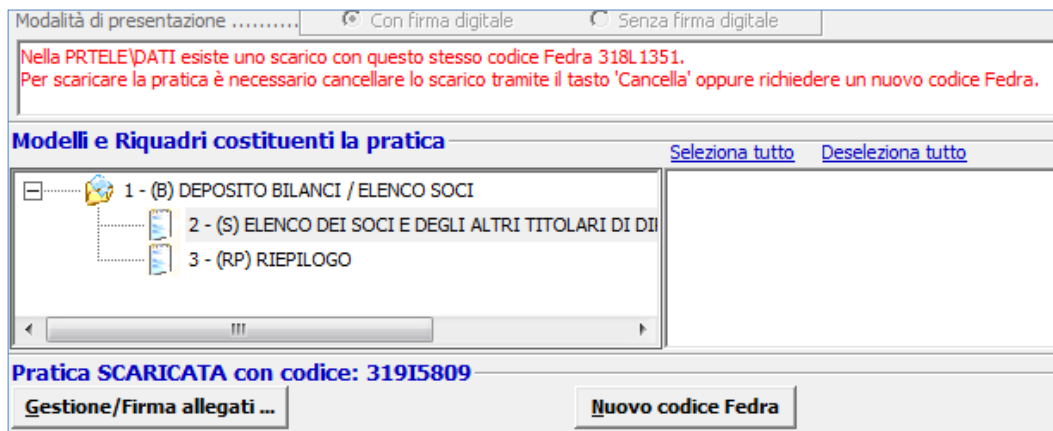 Modalità di presentazione .......... Con firma digitale Senza firma digitale
Nella PRTELE\DATI esiste uno scarico con questo stesso codice Fedra 318L1351.
Per scaricare la pratica è necessario cancellare lo scarico tramite il tasto 'Cancella' oppure richiedere un nuovo codice Fedra.
Modelli e Riquadri costituenti la pratica
Seleziona tutto Deseleziona tutto
1 - (B) DEPOSITO BILANCI / ELENCO SOCI
2 - (S) ELENCO DEI SOCI E DEGLI ALTRI TITOLARI DI
3 - (RP) RIEPILOGO
Pratica SCARICATA con codice: 319I5809
Gestione/Firma allegati ... Nuovo codice Fedra